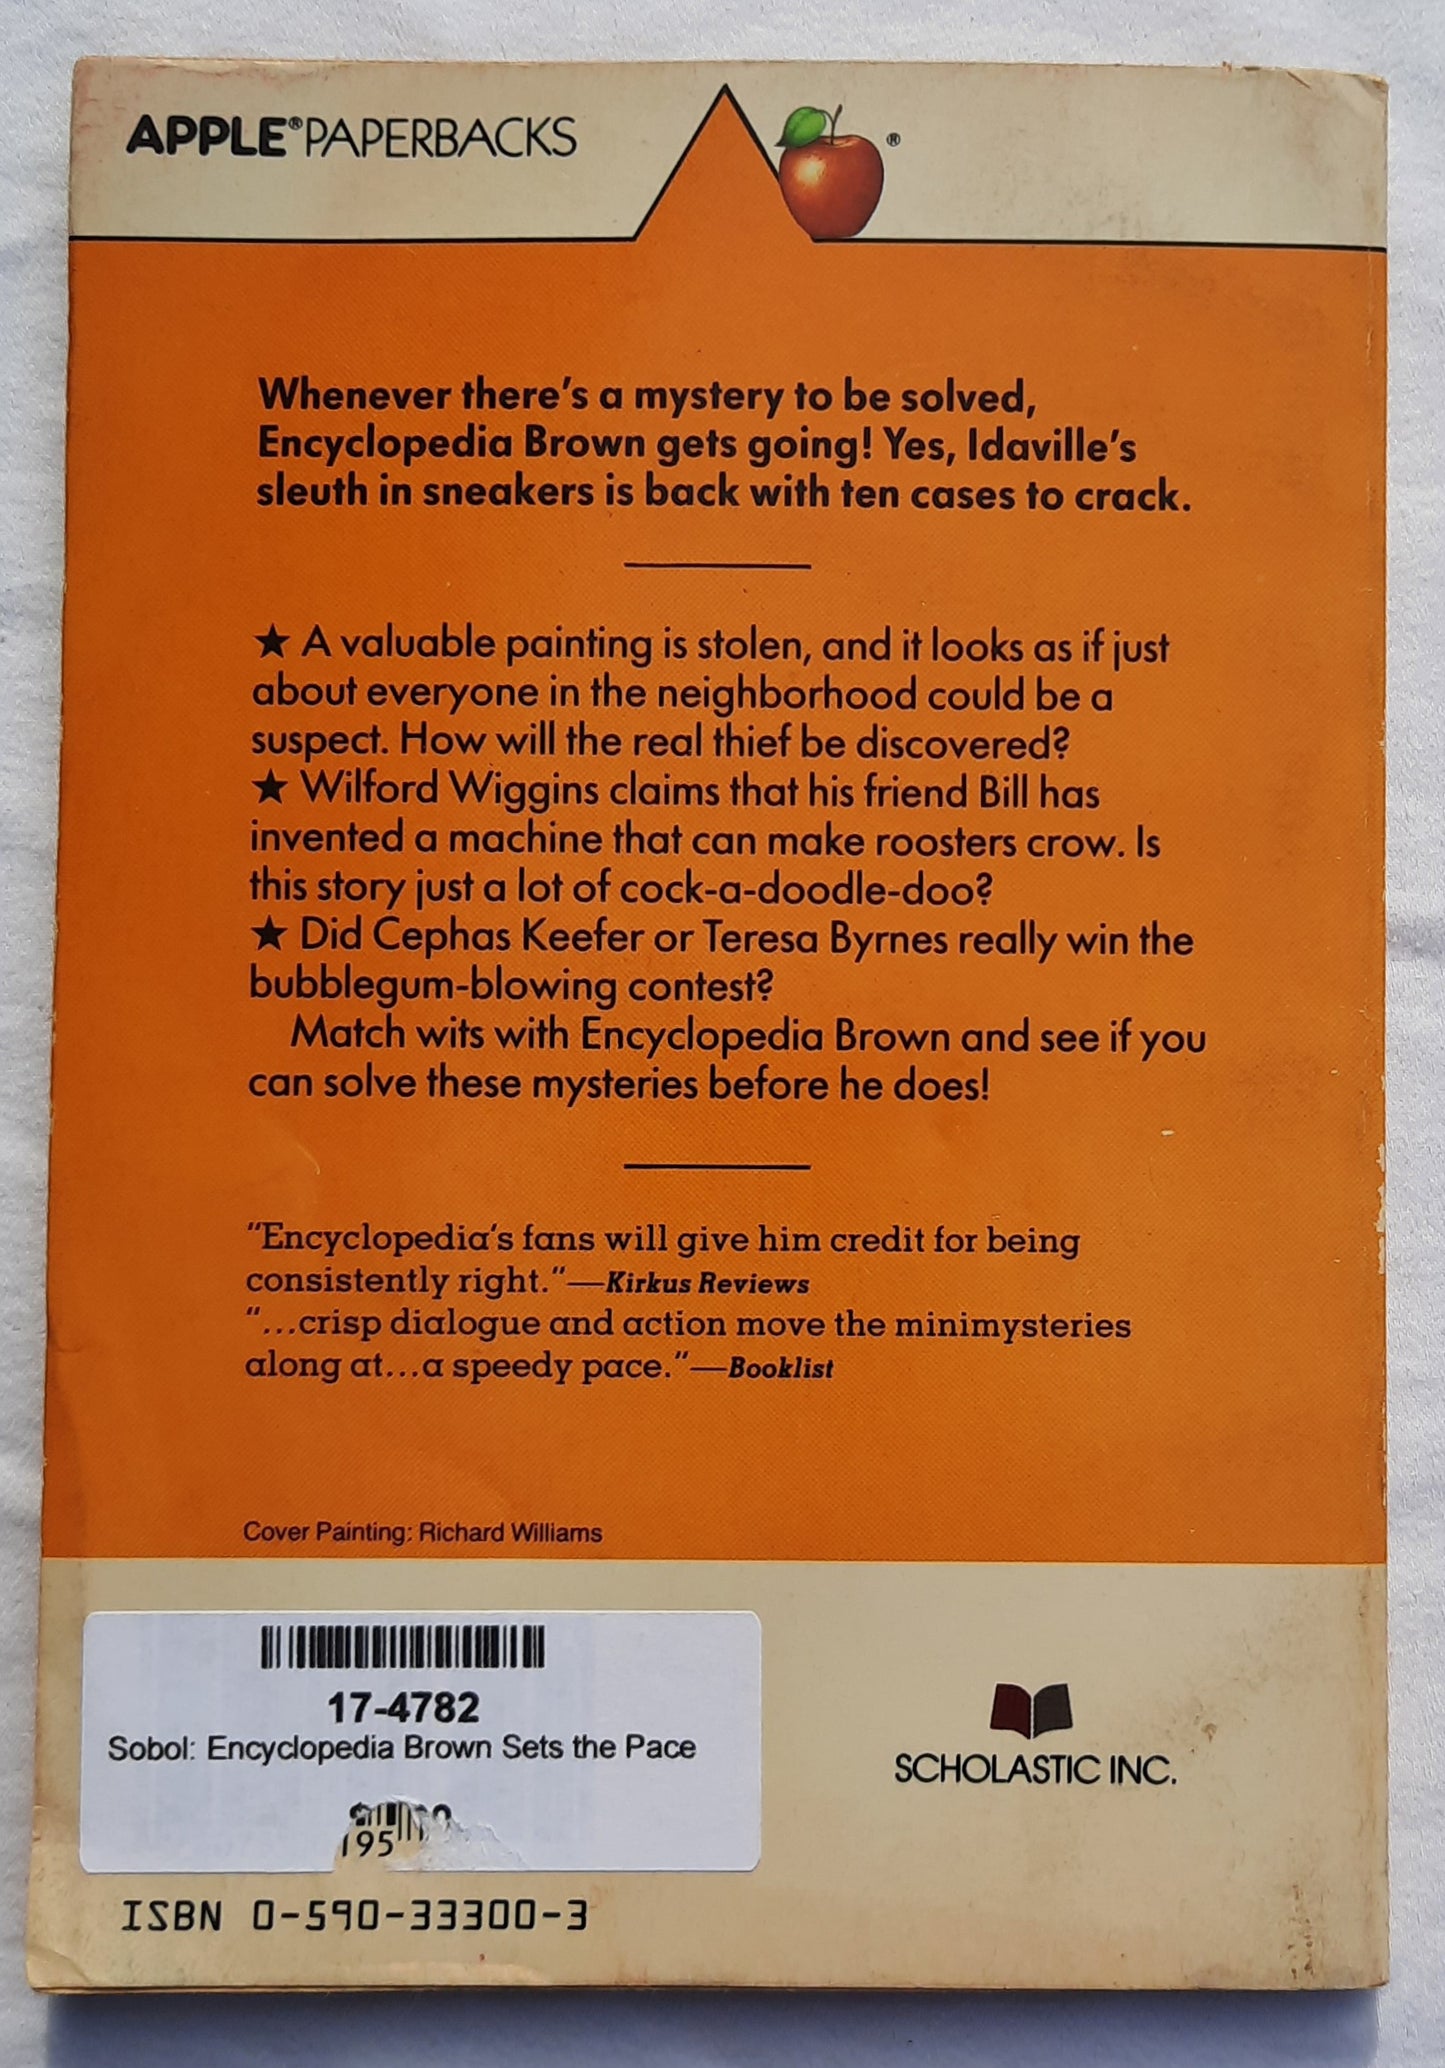 APPLE® PAPERBACKS ®
Whenever there's a mystery to be solved,
Encyclopedia Brown gets going! Yes, Idaville's
sleuth in sneakers is back with ten cases to crack.
★ A valuable painting is stolen, and it looks as if just
about everyone in the neighborhood could be a
suspect. How will the real thief be discovered?
★ Wilford Wiggins claims that his friend Bill has
invented a machine that can make roosters crow. Is
this story just a lot of cock-a-doodle-doo?
★ Did Cephas Keefer or Teresa Byrnes really win the
bubblegum-blowing contest?
Match wits with Encyclopedia Brown and see if you
can solve these mysteries before he does!
"Encyclopedia's fans will give him credit for being
consistently right."—Kirkus Reviews
"...crisp dialogue and action move the minimysteries
along at...a speedy pace."—Booklist
Cover Painting: Richard Williams
17-4782
Sobol: Encyclopedia Brown Sets the Pace
195
SCHOLASTIC INC.
ISBN 0-590-33300-3